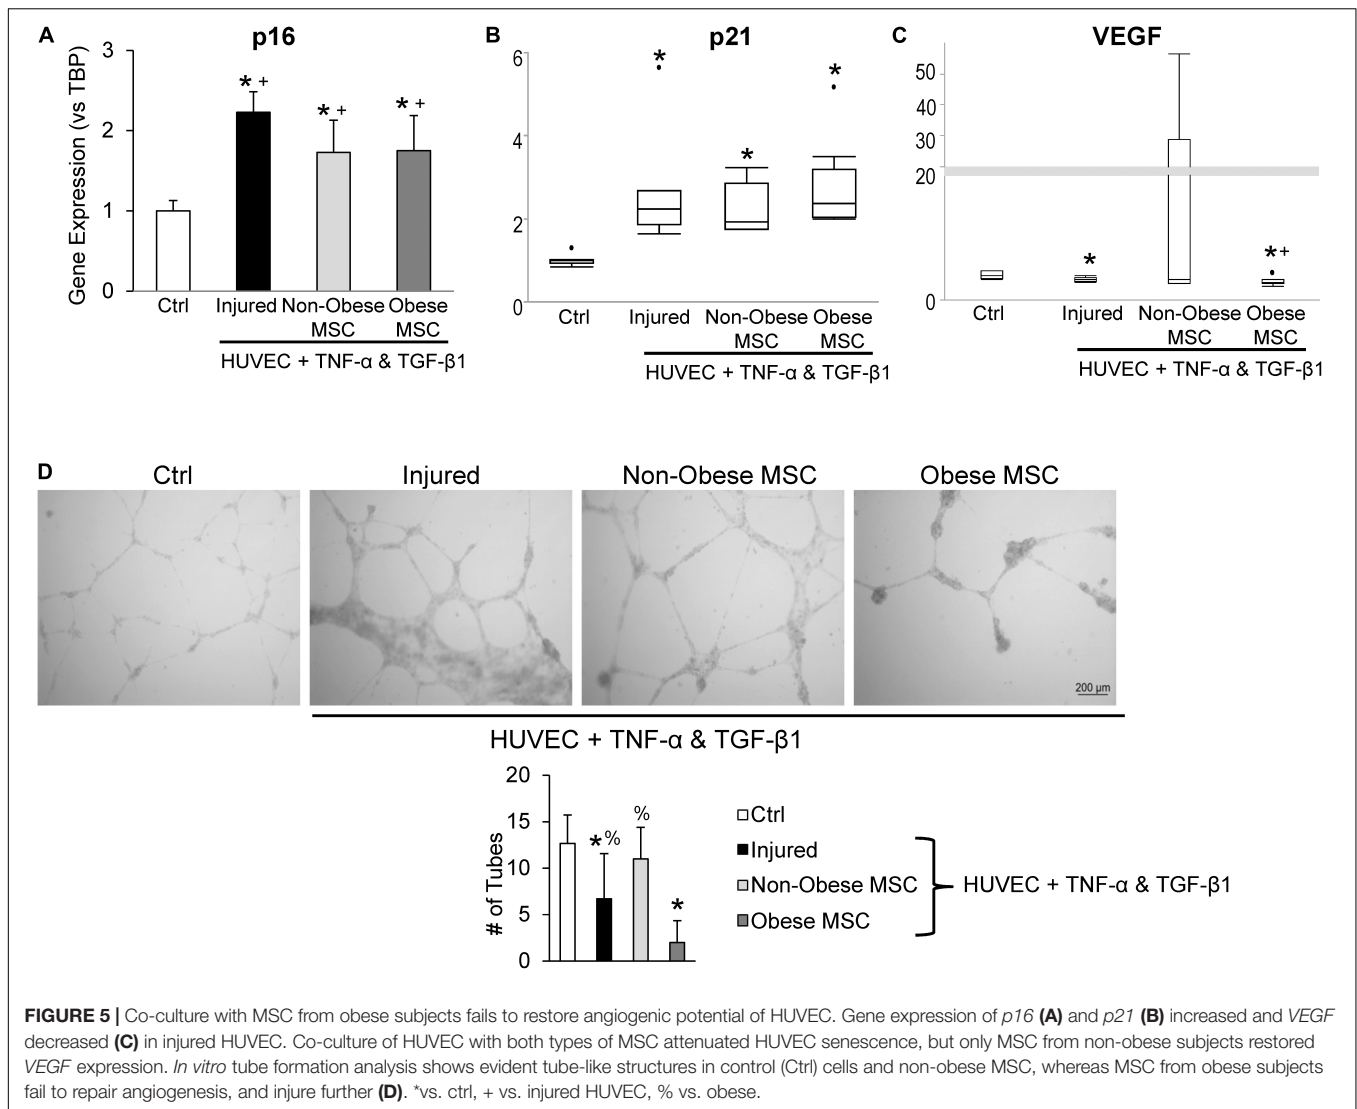 A
p16
Gene Expression (vs TBP)
3
2
1
0
* +
* +
* +
Ctrl
Injured
Non-Obese
MSC
Obese
MSC
HUVEC + TNF-α & TGF-β1
B
p21
6
4
2
0
*
*
*
Ctrl
Injured
Non-Obese
MSC
Obese
MSC
HUVEC + TNF-α & TGF-β1
C
VEGF
50
40
30
20
0
*
*+
Ctrl
Injured
Non-Obese
MSC
Obese
MSC
HUVEC + TNF-α & TGF-β1
D
Ctrl
Injured
Non-Obese MSC
Obese MSC
200 µm
HUVEC + TNF-α & TGF-β1
# of Tubes
20
15
10
5
0
*%
%
*
Ctrl
Injured
Non-Obese MSC
Obese MSC
HUVEC + TNF-α & TGF-β1
FIGURE 5 | Co-culture with MSC from obese subjects fails to restore angiogenic potential of HUVEC. Gene expression of p16 (A) and p21 (B) increased and VEGF
decreased (C) in injured HUVEC. Co-culture of HUVEC with both types of MSC attenuated HUVEC senescence, but only MSC from non-obese subjects restored
VEGF expression. In vitro tube formation analysis shows evident tube-like structures in control (Ctrl) cells and non-obese MSC, whereas MSC from obese subjects
fail to repair angiogenesis, and injure further (D). *vs. ctrl, + vs. injured HUVEC, % vs. obese.